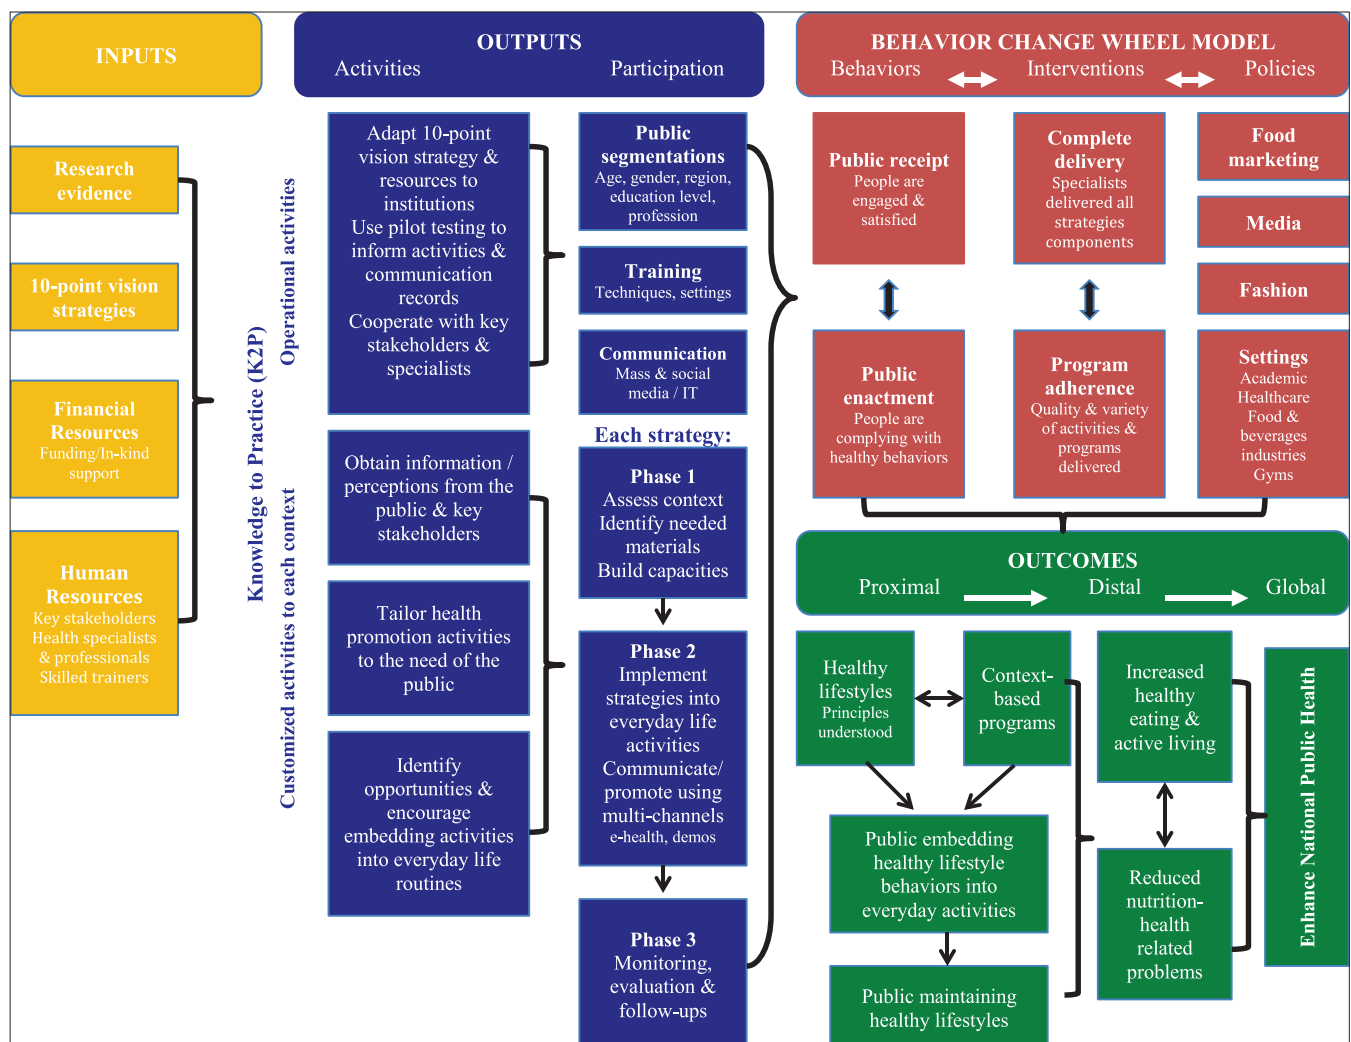 INPUTS
Research
evidence
10-point vision
strategies
Financial
Resources
Funding/In-kind
support
Human
Resources
Key stakeholders
Health specialists
& professionals
Skilled trainers
Knowledge to Practice (K2P)
Operational activities
Customized activities to each context
OUTPUTS
Activities
Participation
Adapt 10-point
vision strategy &
resources to
institutions
Use pilot testing to
inform activities &
communication
records
Cooperate with key
stakeholders &
specialists
Obtain information /
perceptions from the
public & key
stakeholders
Tailor health
promotion activities
to the need of the
public
Identify
opportunities &
encourage
embedding activities
into everyday life
routines
Public
segmentations
Age, gender, region,
education level,
profession
Training
Techniques, settings
Communication
Mass & social
media / IT
Each strategy:
Phase 1
Assess context
Identify needed
materials
Build capacities
Phase 2
Implement
strategies into
everyday life
activities
Communicate/
promote using
multi-channels
e-health, demos
Phase 3
Monitoring,
evaluation &
follow-ups
BEHAVIOR CHANGE WHEEL MODEL
Behaviors
Interventions
Policies
Public receipt
People are
engaged &
satisfied
Public
enactment
People are
complying with
healthy behaviors
Complete
delivery
Specialists
delivered all
strategies
components
Program
adherence
Quality & variety
of activities &
programs
delivered
Food
marketing
Media
Fashion
Settings
Academic
Healthcare
Food &
beverages
industries
Gyms
OUTCOMES
Proximal
Distal
Global
Healthy
lifestyles
Principles
understood
Context-
based
programs
Public embedding
healthy lifestyle
behaviors into
everyday activities
Public maintaining
healthy lifestyles
Increased
healthy
eating &
active living
Reduced
nutrition-
health
related
problems
Enhance National Public Health